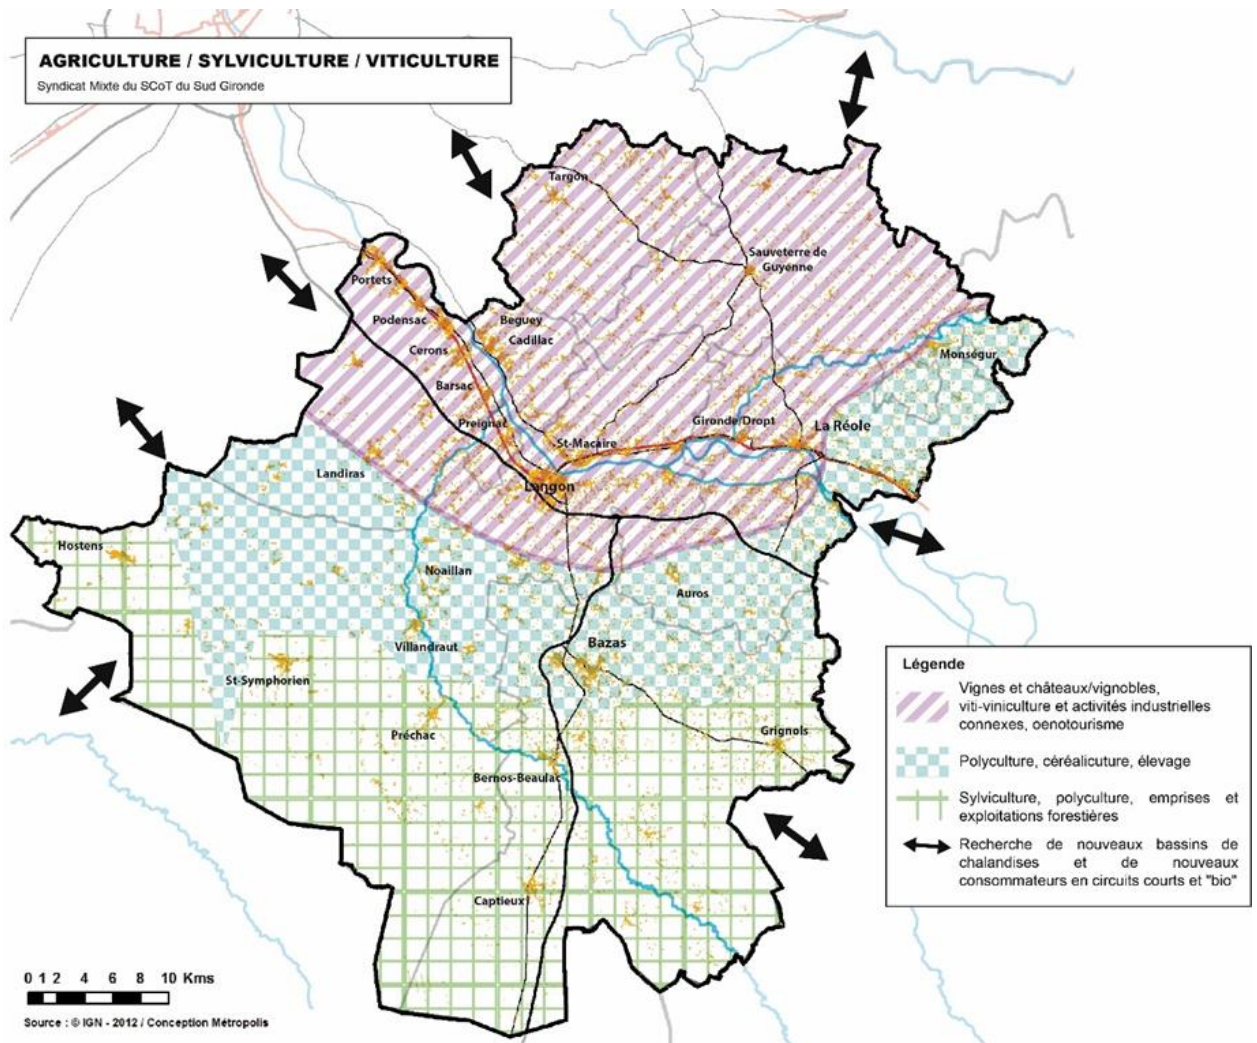 AGRICULTURE / SYLVICULTURE / VITICULTURE
Syndicat Mixte du SCoT du Sud Gironde
Targon
Sauveterre de
Guyenne
Portets
Podensac
Beguey
Cadillac
Cerons
Monségur
Barsac
Preignac
Gironde/Dropt
La Réole
St-Macaire
Landiras
Langon
Hostens
Noaillan
Auros
Villandraut
Bazas
St-Symphorien
Préchac
Grignols
Bernos-Beaulac
Captieux
Légende
Vignes et châteaux/vignobles,
viti-viniculture et activités industrielles
connexes, oenotourisme
Polyculture, céréalicuture, élevage
Sylviculture, polyculture, emprises et
exploitations forestières
Recherche de nouveaux bassins de
chalandises et de nouveaux
consommateurs en circuits courts et "bio"
0 1 2 4 6 8 10 Kms
Source : © IGN - 2012 / Conception Métropolis